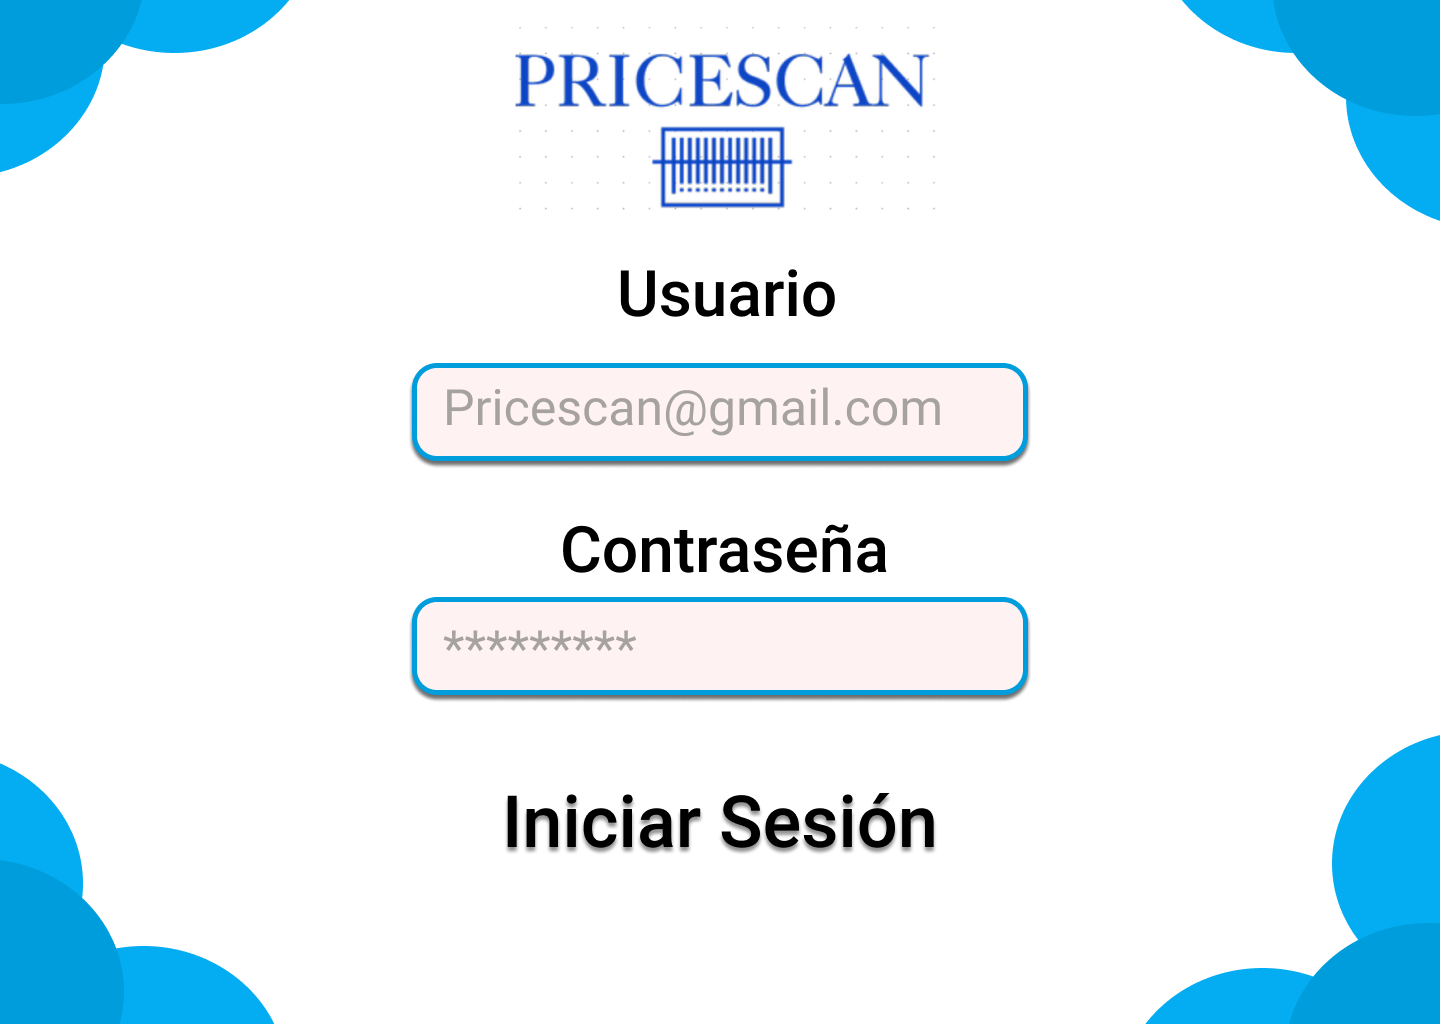 PRICESCAN
Usuario
Pricescan@gmail.com
Contraseña
*********
Iniciar Sesión